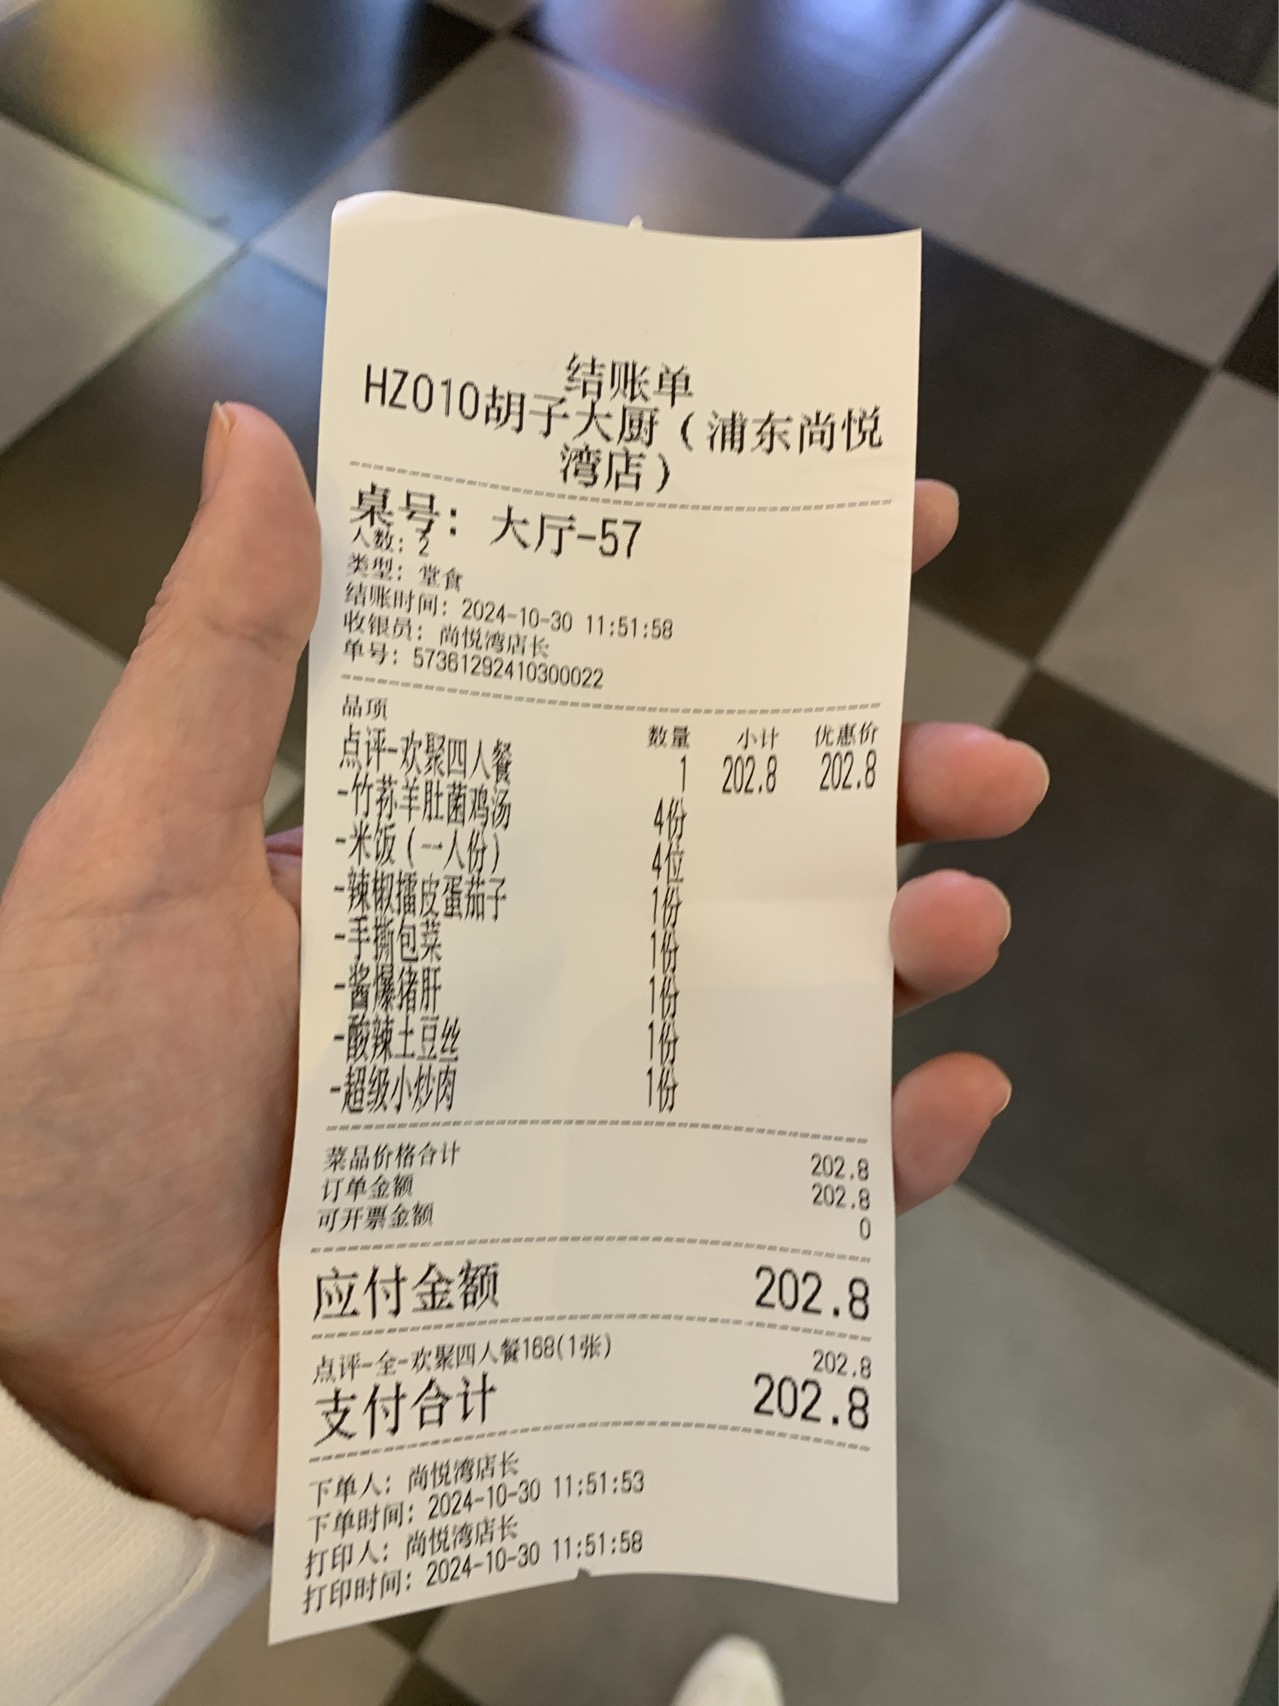 结账单
HZ010胡子大厨（浦东尚悦
湾店）
桌号：大厅-57
人数：2
类型：堂食
结账时间：2024-10-30 11:51:58
收银员：尚悦湾店长
单号：57361292410300022
品项 数量 小计 优惠价
点评-欢聚四人餐 1 202.8 202.8
-竹荪羊肚菌鸡汤 4份
-米饭（一人份） 4位
-辣椒擂皮蛋茄子 1份
-手撕包菜 1份
-酱爆猪肝 1份
-酸辣土豆丝 1份
-超级小炒肉 1份
菜品价格合计 202.8
订单金额 202.8
可开票金额 0
应付金额 202.8
点评-全-欢聚四人餐168(1张) 202.8
支付合计 202.8
下单人：尚悦湾店长
下单时间：2024-10-30 11:51:53
打印人：尚悦湾店长
打印时间：2024-10-30 11:51:58